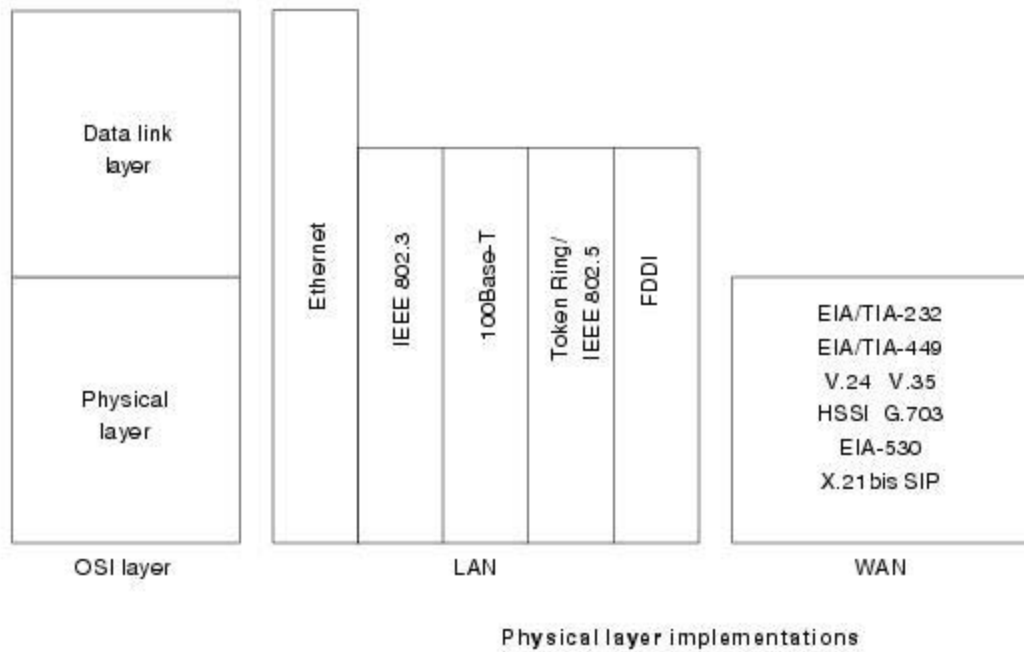 Data link
layer
Physical
layer
OSI layer
Ethernet
IEEE 802.3
100Base-T
Token Ring/
IEEE 802.5
FDDI
LAN
EIA/TIA-232
EIA/TIA-449
V.24 V.35
HSSI G.703
EIA-530
X.21bis SIP
WAN
Physical layer implementations